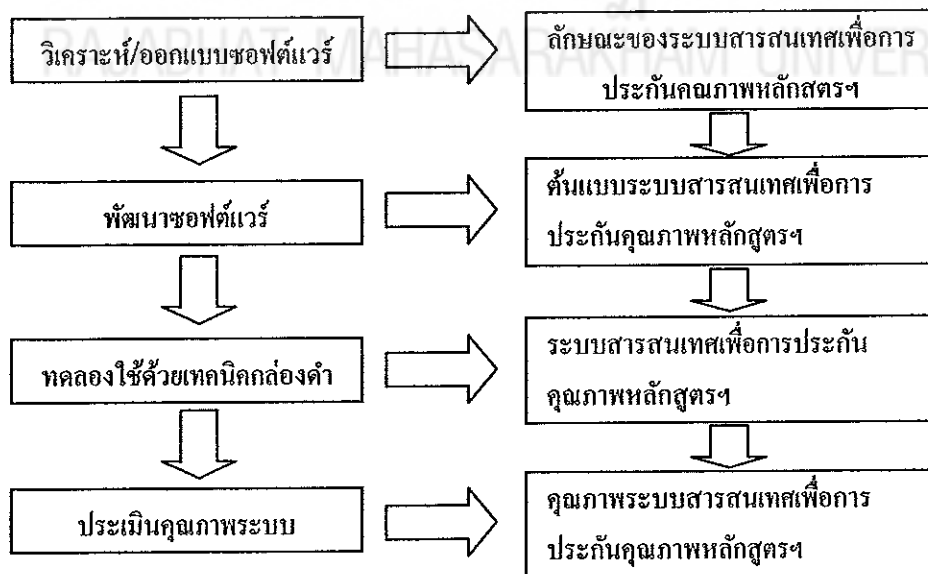 RAJABHAT MAHASARAKHAM UNIVER
วิเคราะห์/ออกแบบซอฟต์แวร์
ลักษณะของระบบสารสนเทศเพื่อการ
ประกันคุณภาพหลักสูตรฯ
พัฒนาซอฟต์แวร์
ต้นแบบระบบสารสนเทศเพื่อการ
ประกันคุณภาพหลักสูตรฯ
ทดลองใช้ด้วยเทคนิคกล่องดำ
ระบบสารสนเทศเพื่อการประกัน
คุณภาพหลักสูตรฯ
ประเมินคุณภาพระบบ
คุณภาพระบบสารสนเทศเพื่อการ
ประกันคุณภาพหลักสูตรฯ